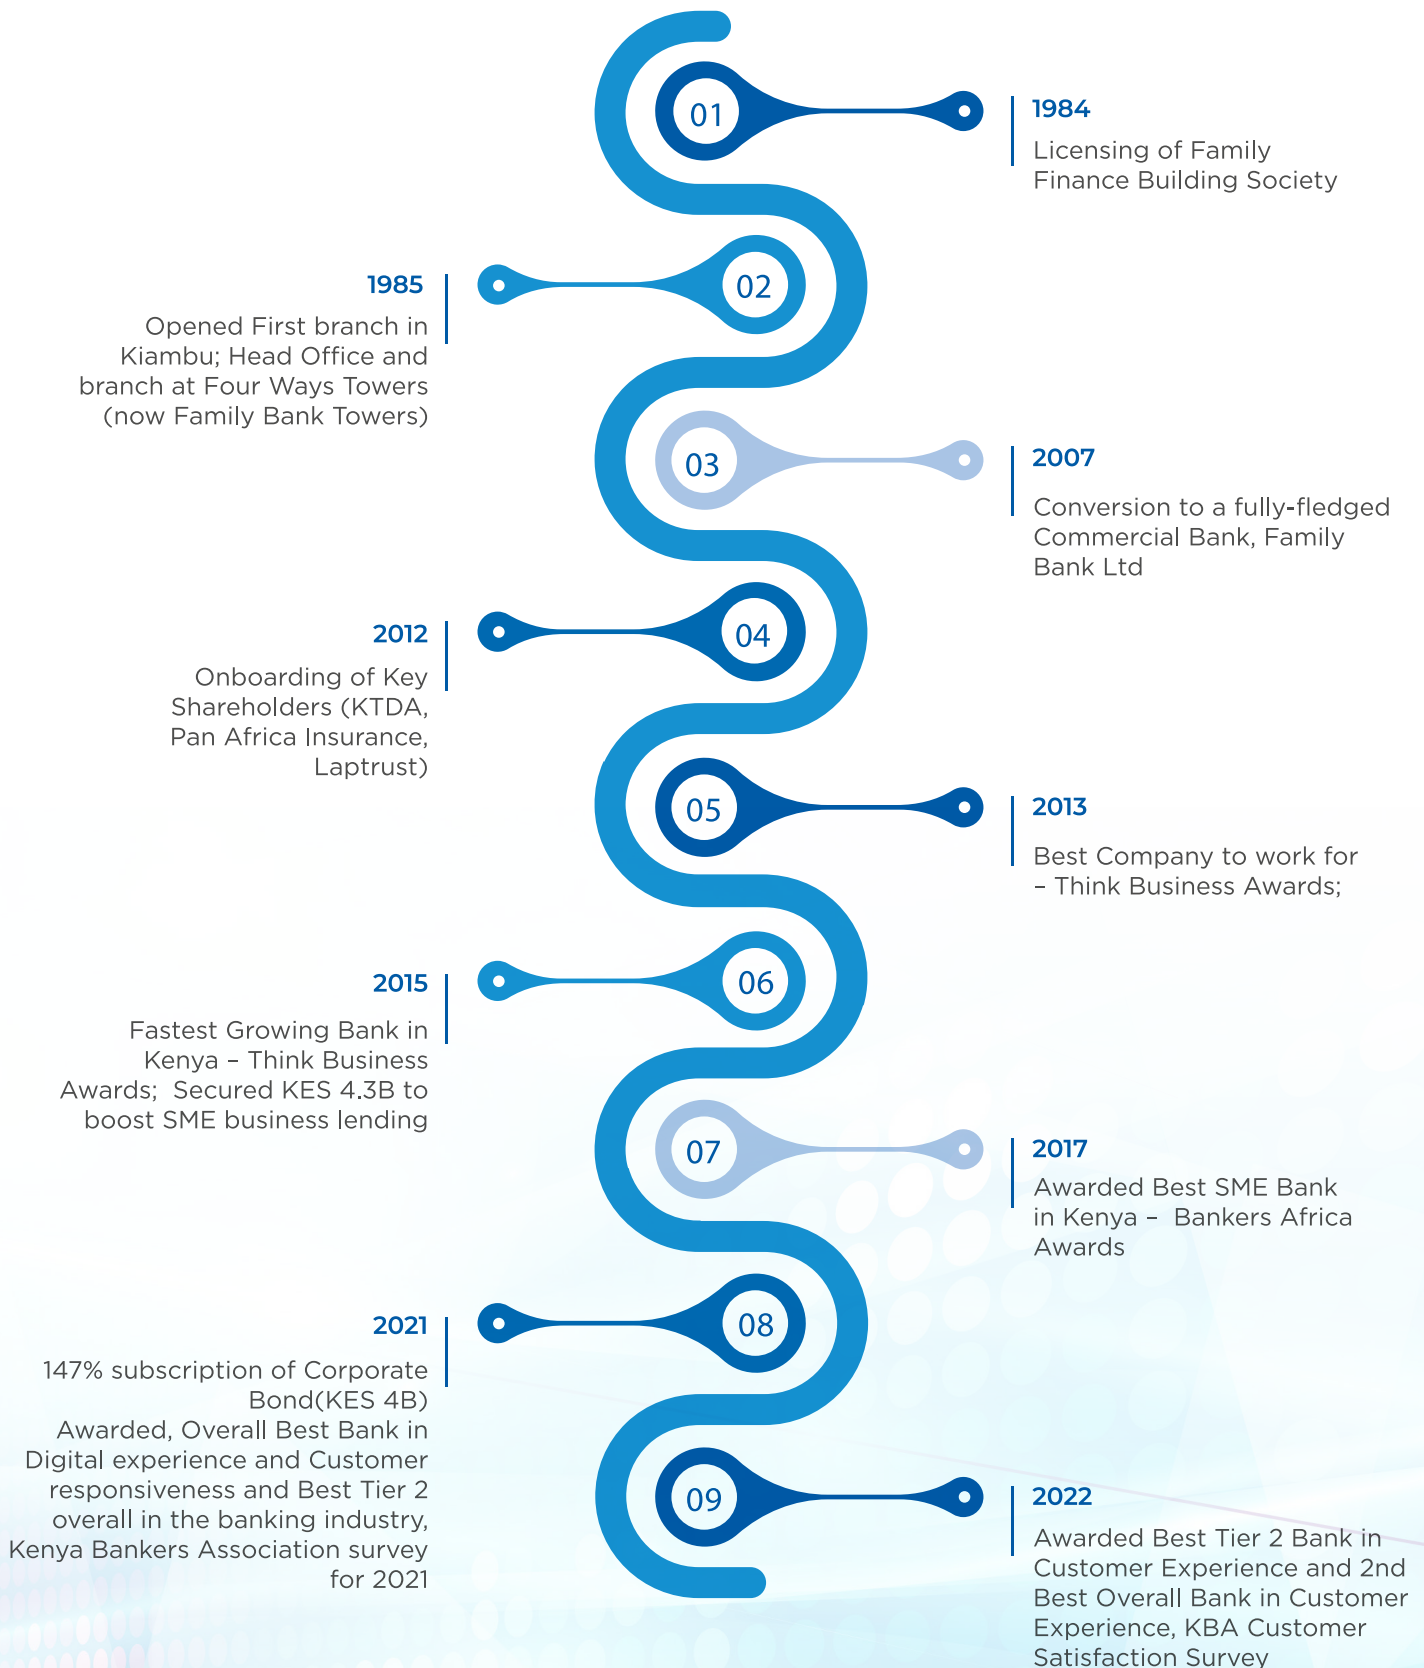 01
1984
Licensing of Family
Finance Building Society
02
1985
Opened First branch in
Kiambu; Head Office and
branch at Four Ways Towers
(now Family Bank Towers)
03
2007
Conversion to a fully-fledged
Commercial Bank, Family
Bank Ltd
04
2012
Onboarding of Key
Shareholders (KTDA,
Pan Africa Insurance,
Laptrust)
05
2013
Best Company to work for
– Think Business Awards;
06
2015
Fastest Growing Bank in
Kenya – Think Business
Awards;  Secured KES 4.3B to
boost SME business lending
07
2017
Awarded Best SME Bank
in Kenya –  Bankers Africa
Awards
08
2021
147% subscription of Corporate
Bond(KES 4B)
Awarded, Overall Best Bank in
Digital experience and Customer
responsiveness and Best Tier 2
overall in the banking industry,
Kenya Bankers Association survey
for 2021
09
2022
Awarded Best Tier 2 Bank in
Customer Experience and 2nd
Best Overall Bank in Customer
Experience, KBA Customer
Satisfaction Survey